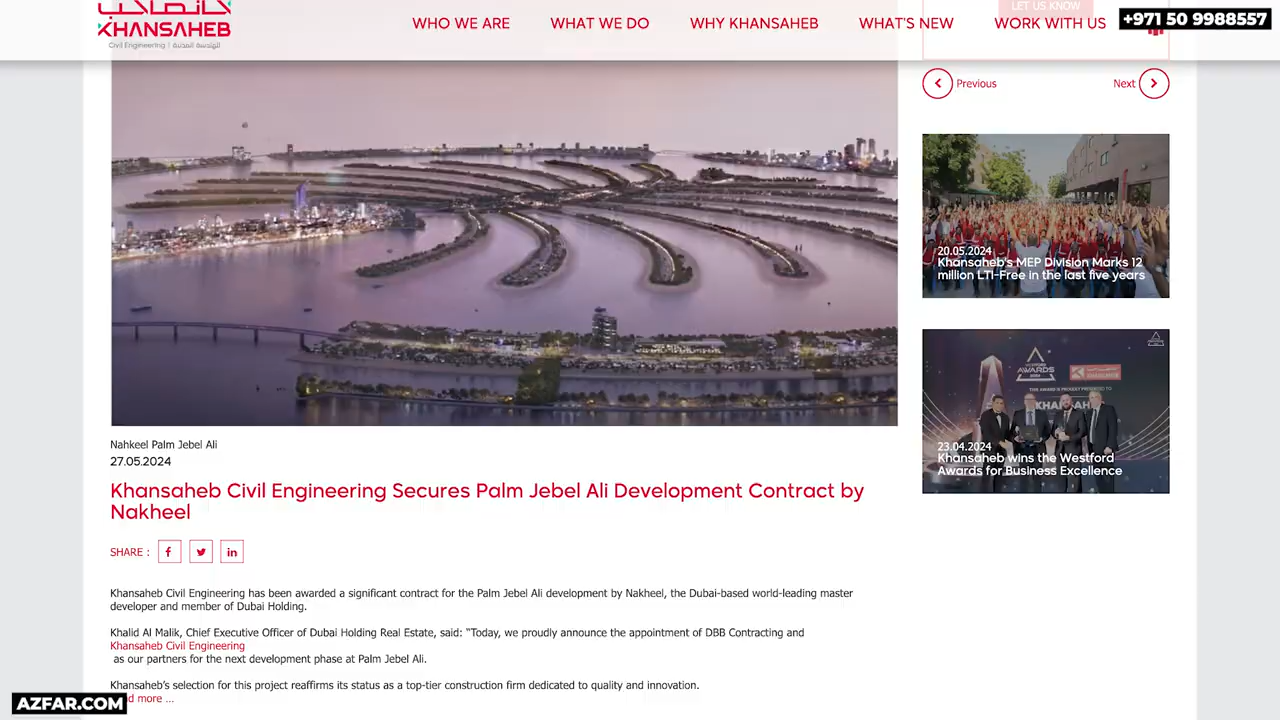 KHANSAHEB
Civil Engineering | الهندسة المدنية
WHO WE ARE
WHAT WE DO
WHY KHANSAHEB
WHAT'S NEW
WORK WITH US
LET US KNOW
+971 50 9988557
Previous
Next
20.05.2024
Khansaheb's MEP Division Marks 12
million LTI-Free in the last five years
AWARDS
KHANSAHEB
23.04.2024
Khansaheb wins the Westford
Awards for Business Excellence
Nahkeel Palm Jebel Ali
27.05.2024
Khansaheb Civil Engineering Secures Palm Jebel Ali Development Contract by
Nakheel
SHARE :
Khansaheb Civil Engineering has been awarded a significant contract for the Palm Jebel Ali development by Nakheel, the Dubai-based world-leading master
developer and member of Dubai Holding.
Khalid Al Malik, Chief Executive Officer of Dubai Holding Real Estate, said: “Today, we proudly announce the appointment of DBB Contracting and
Khansaheb Civil Engineering
as our partners for the next development phase at Palm Jebel Ali.
Khansaheb’s selection for this project reaffirms its status as a top-tier construction firm dedicated to quality and innovation.
d more ...
AZFAR.COM